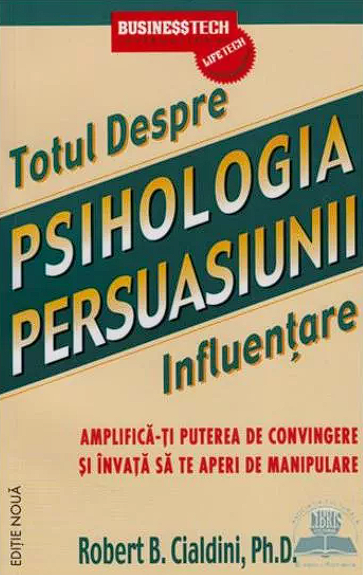 BUSINE$$TECH
LIFETECH
Totul Despre
PSIHOLOGIA
PERSUASIUNII
Influențare
AMPLIFICĂ-ȚI PUTEREA DE CONVINGERE
ȘI ÎNVAȚĂ SĂ TE APERI DE MANIPULARE
EDIȚIE NOUĂ
Robert B. Cialdini, Ph.D.
LIBRIS